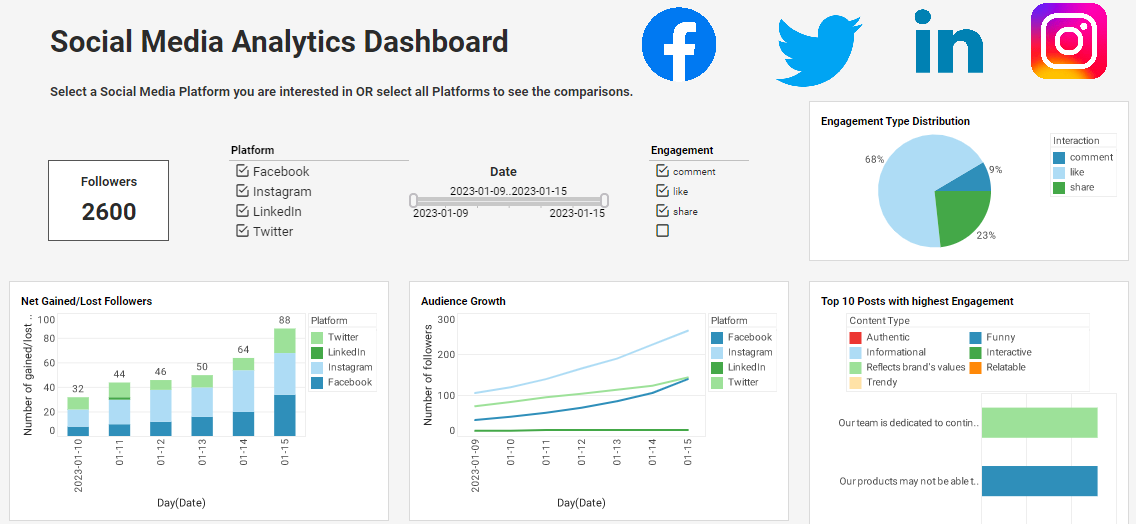 Social Media Analytics Dashboard
in
Select a Social Media Platform you are interested in OR select all Platforms to see the comparisons.
Followers
2600
Platform
Facebook
Instagram
LinkedIn
Twitter
Date
2023-01-09..2023-01-15
2023-01-09 2023-01-15
Engagement
comment
like
share
Engagement Type Distribution
68%
9%
23%
Interaction
comment
like
share
Net Gained/Lost Followers
Number of gained/lost ..
100
80
60
40
20
0
32
44
46
50
64
88
2023-01-10
01-11
01-12
01-13
01-14
01-15
Day(Date)
Platform
Twitter
LinkedIn
Instagram
Facebook
Audience Growth
Number of followers
300
200
100
0
2023-01-09
01-10
01-11
01-12
01-13
01-14
01-15
Day(Date)
Platform
Facebook
Instagram
LinkedIn
Twitter
Top 10 Posts with highest Engagement
Content Type
Authentic Funny
Informational Interactive
Reflects brand's values Relatable
Trendy
Our team is dedicated to contin..
Our products may not be able t..